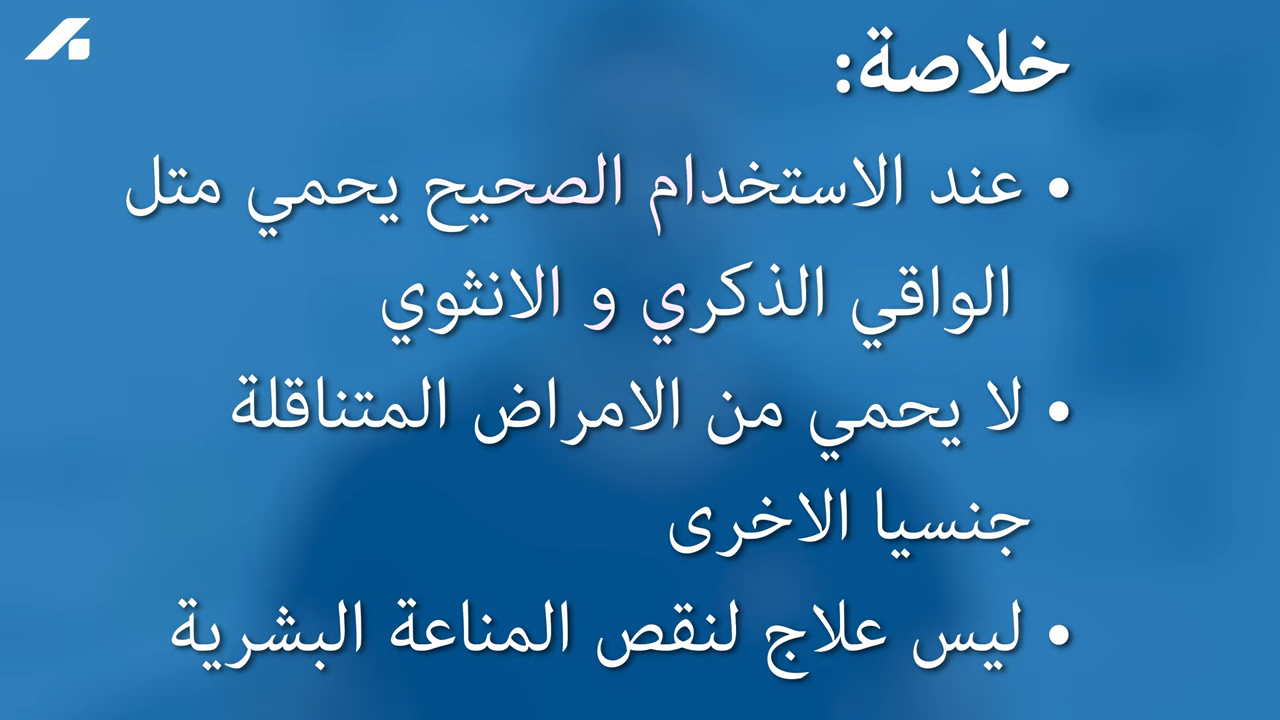 خلاصة:
• عند الاستخدام الصحيح يحمي متل
الواقي الذكري و الانثوي
• لا يحمي من الامراض المتناقلة
جنسيا الاخرى
• ليس علاج لنقص المناعة البشرية